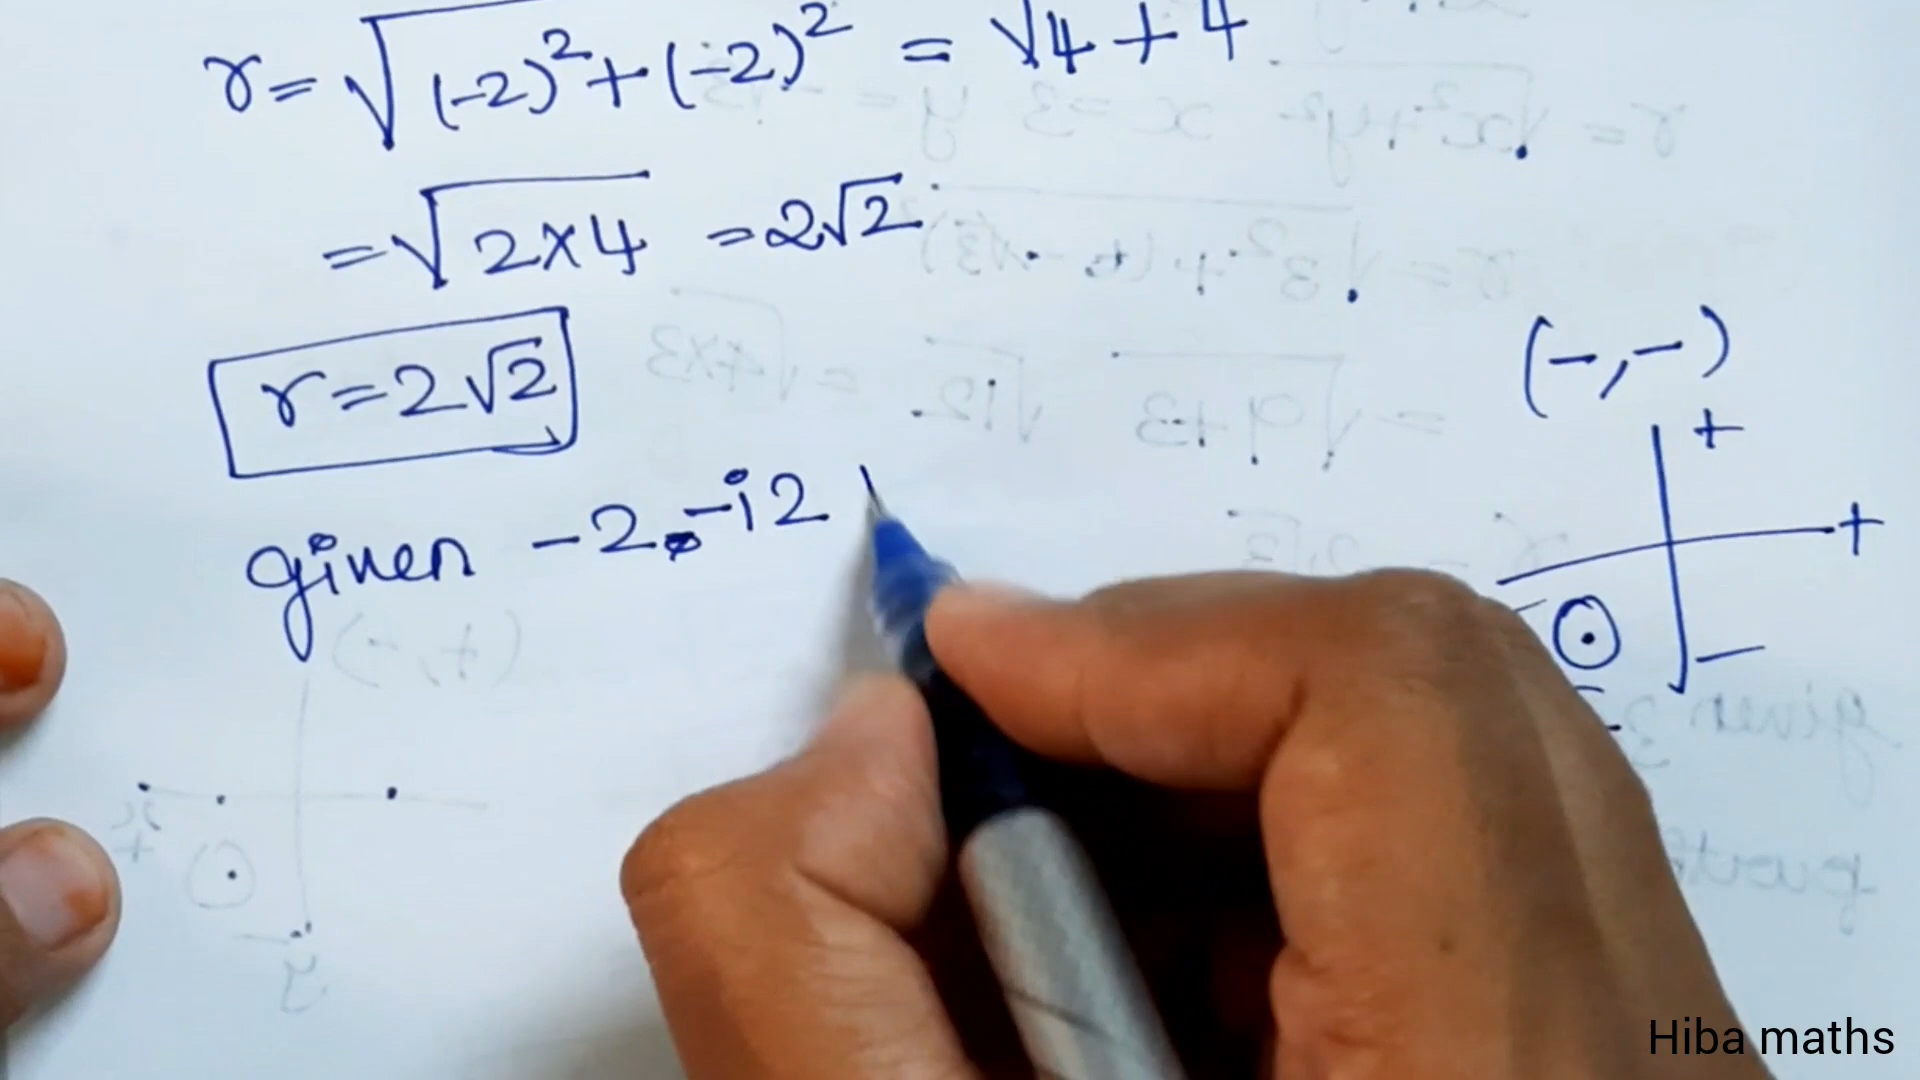 r = √(-2)²+(-2)² = √4+4
= √2×4 = 2√2
r = 2√2
given -2 -i2
(-,-)
+
+
-
-
Hiba maths